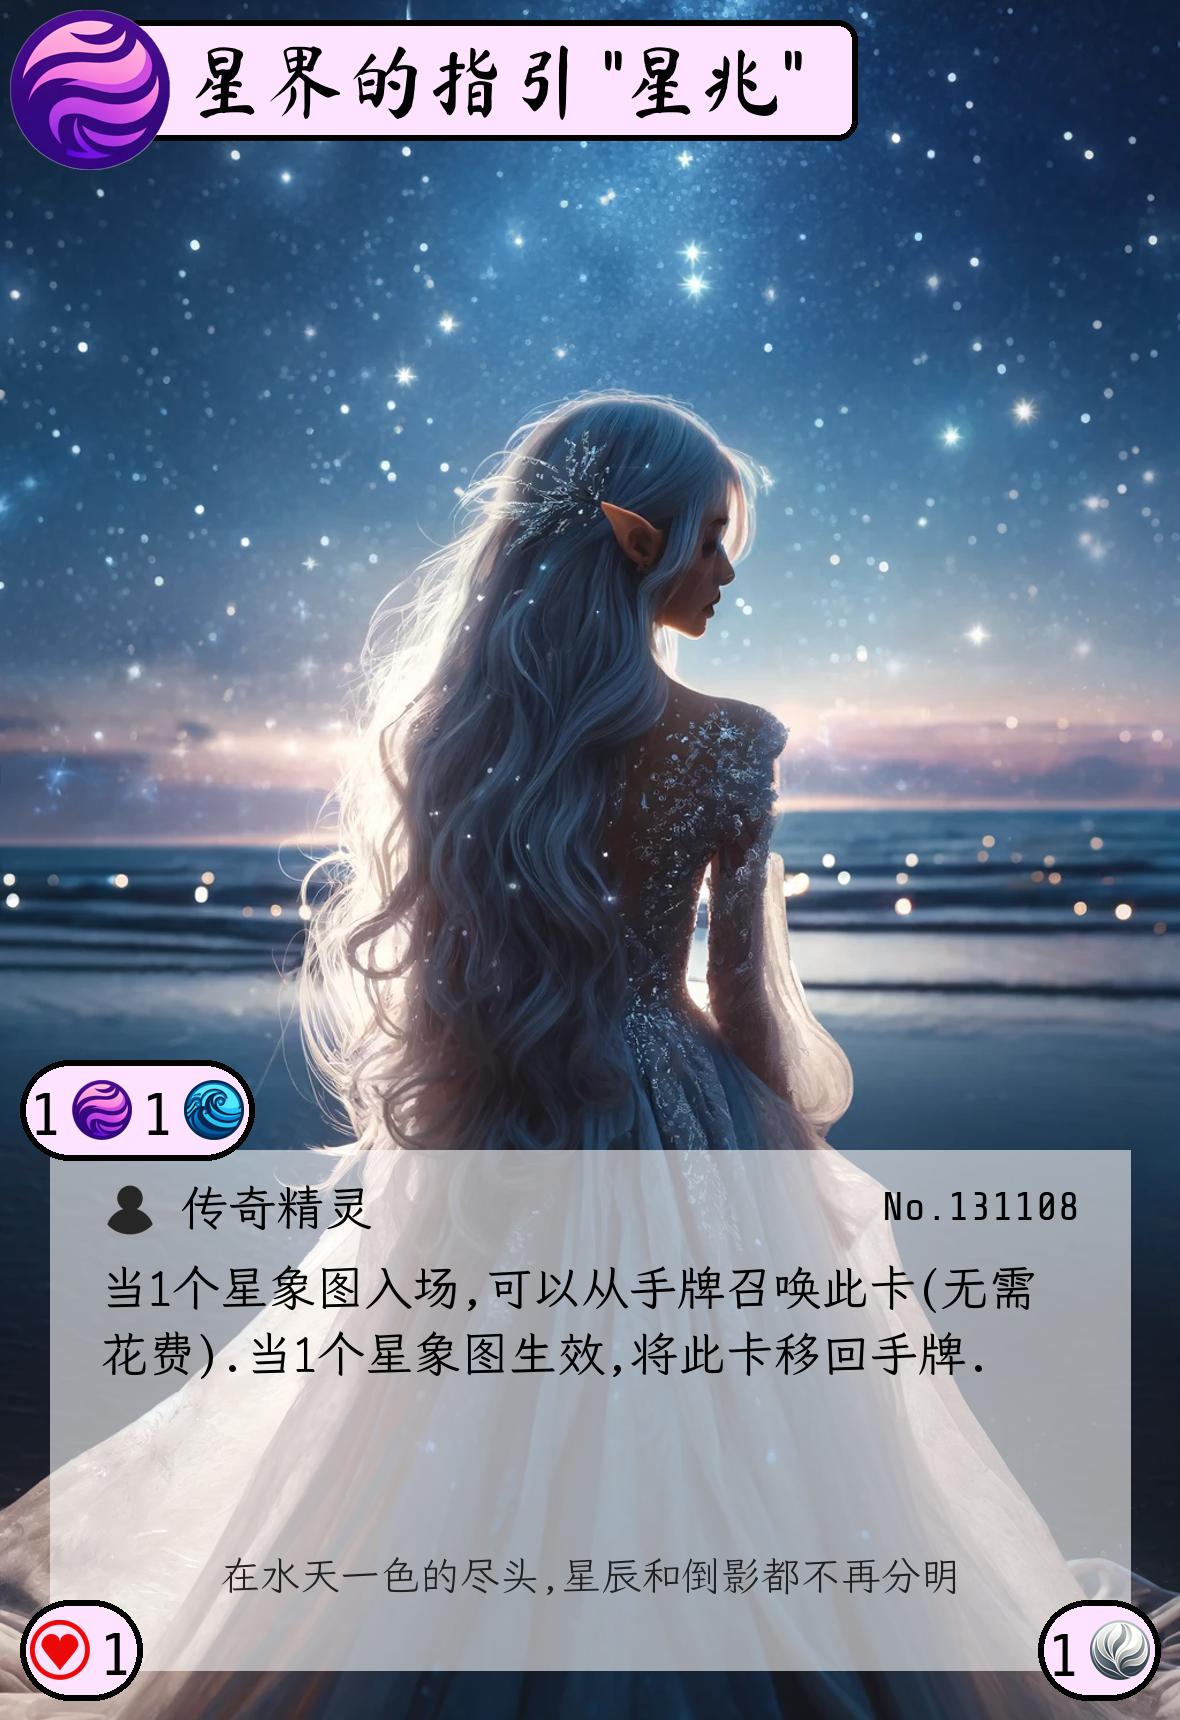 星界的指引"星兆"
1 1
传奇精灵
No.131108
当1个星象图入场,可以从手牌召唤此卡(无需
花费).当1个星象图生效,将此卡移回手牌.
在水天一色的尽头,星辰和倒影都不再分明
1
1